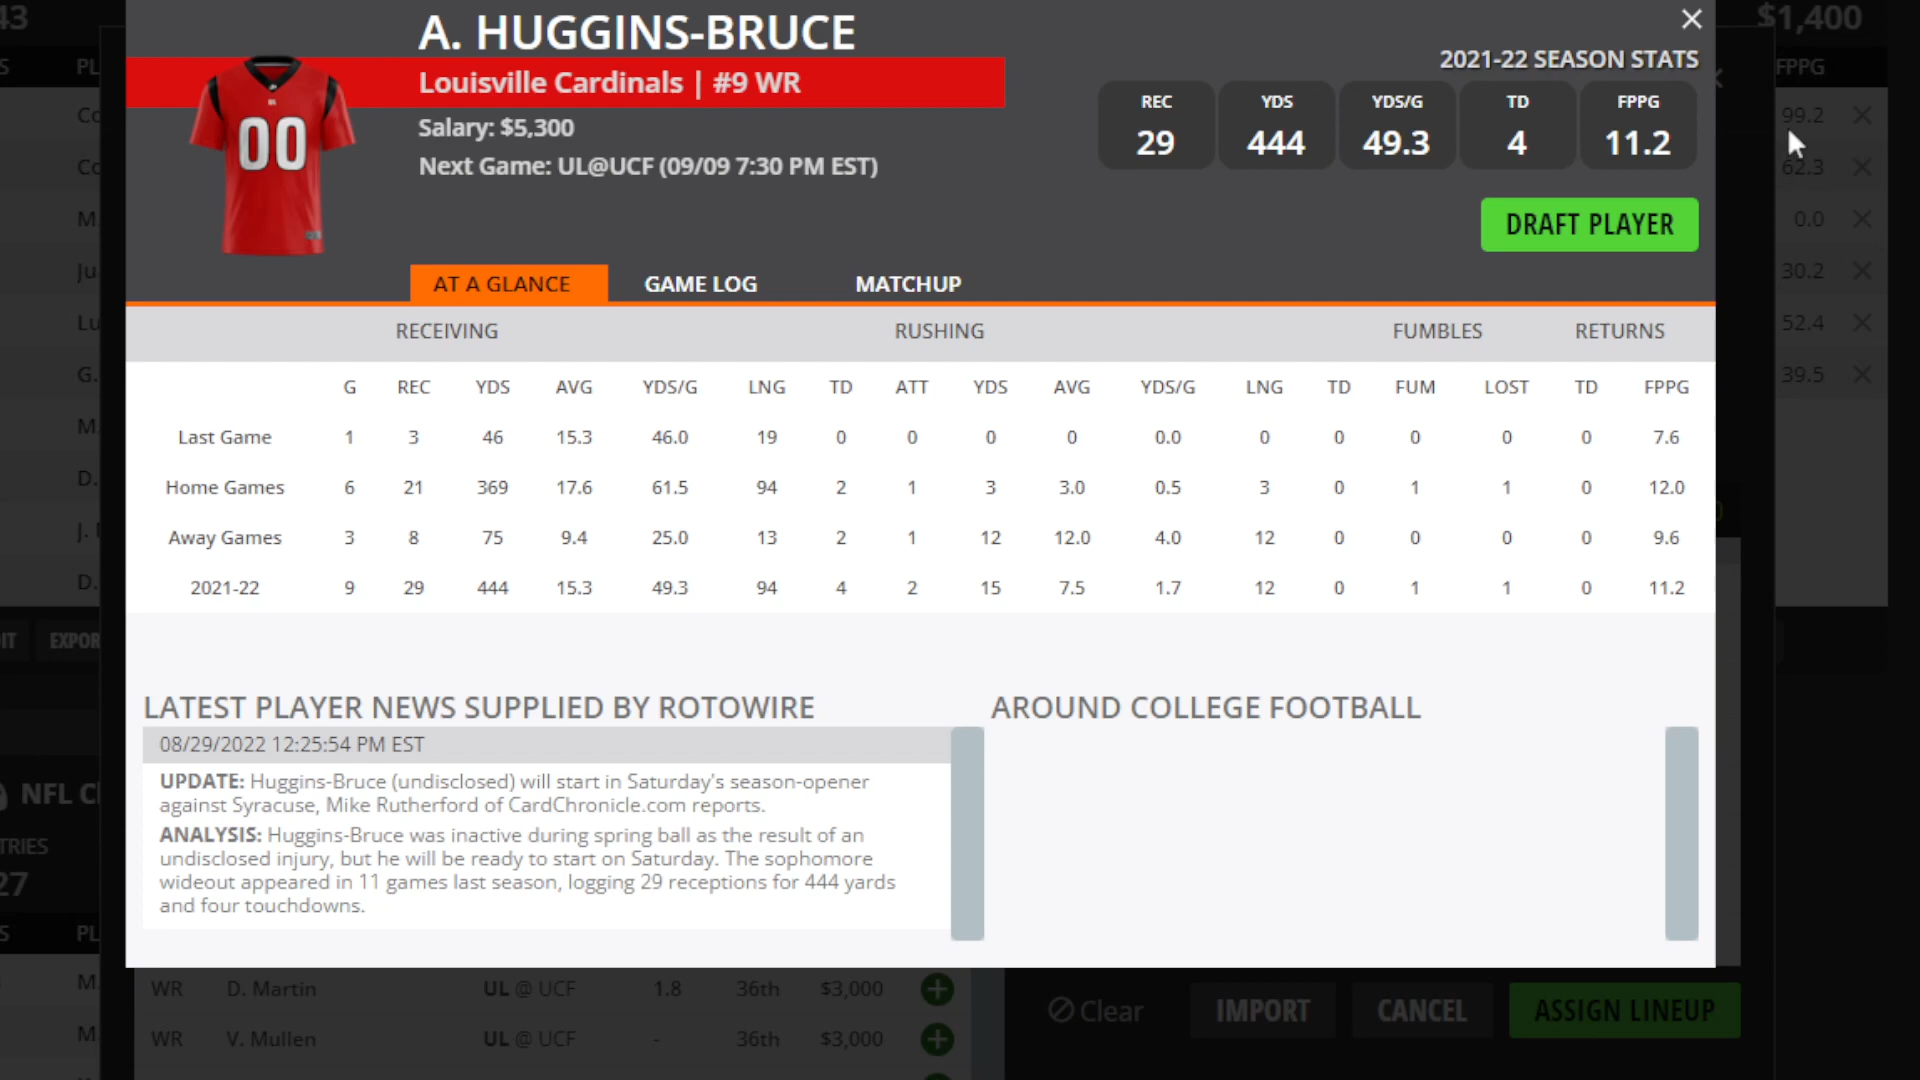 43
$1,400
A. HUGGINS-BRUCE
Louisville Cardinals | #9 WR
Salary: $5,300
Next Game: UL@UCF (09/09 7:30 PM EST)
00
2021-22 SEASON STATS
REC YDS YDS/G TD FPPG
29 444 49.3 4 11.2
DRAFT PLAYER
AT A GLANCE GAME LOG MATCHUP
RECEIVING RUSHING FUMBLES RETURNS
G REC YDS AVG YDS/G LNG TD ATT YDS AVG YDS/G LNG TD FUM LOST TD FPPG
Last Game 1 3 46 15.3 46.0 19 0 0 0 0 0.0 0 0 0 0 0 7.6
Home Games 6 21 369 17.6 61.5 94 2 1 3 3.0 0.5 3 0 1 1 0 12.0
Away Games 3 8 75 9.4 25.0 13 2 1 12 12.0 4.0 12 0 0 0 0 9.6
2021-22 9 29 444 15.3 49.3 94 4 2 15 7.5 1.7 12 0 1 1 0 11.2
LATEST PLAYER NEWS SUPPLIED BY ROTOWIRE
08/29/2022 12:25:54 PM EST
UPDATE: Huggins-Bruce (undisclosed) will start in Saturday's season-opener
against Syracuse, Mike Rutherford of CardChronicle.com reports.
ANALYSIS: Huggins-Bruce was inactive during spring ball as the result of an
undisclosed injury, but he will be ready to start on Saturday. The sophomore
wideout appeared in 11 games last season, logging 29 receptions for 444 yards
and four touchdowns.
AROUND COLLEGE FOOTBALL
S PL
Co
Co
M.
Ju
Lu
G.
M.
D.
J.
D.
IT EXPOR
NFL C
TRIES
27
S PL
M.
M.
FPPG
99.2
62.3
0.0
30.2
52.4
39.5
WR D. Martin UL @ UCF 1.8 36th $3,000
WR V. Mullen UL @ UCF - 36th $3,000
Clear IMPORT CANCEL ASSIGN LINEUP